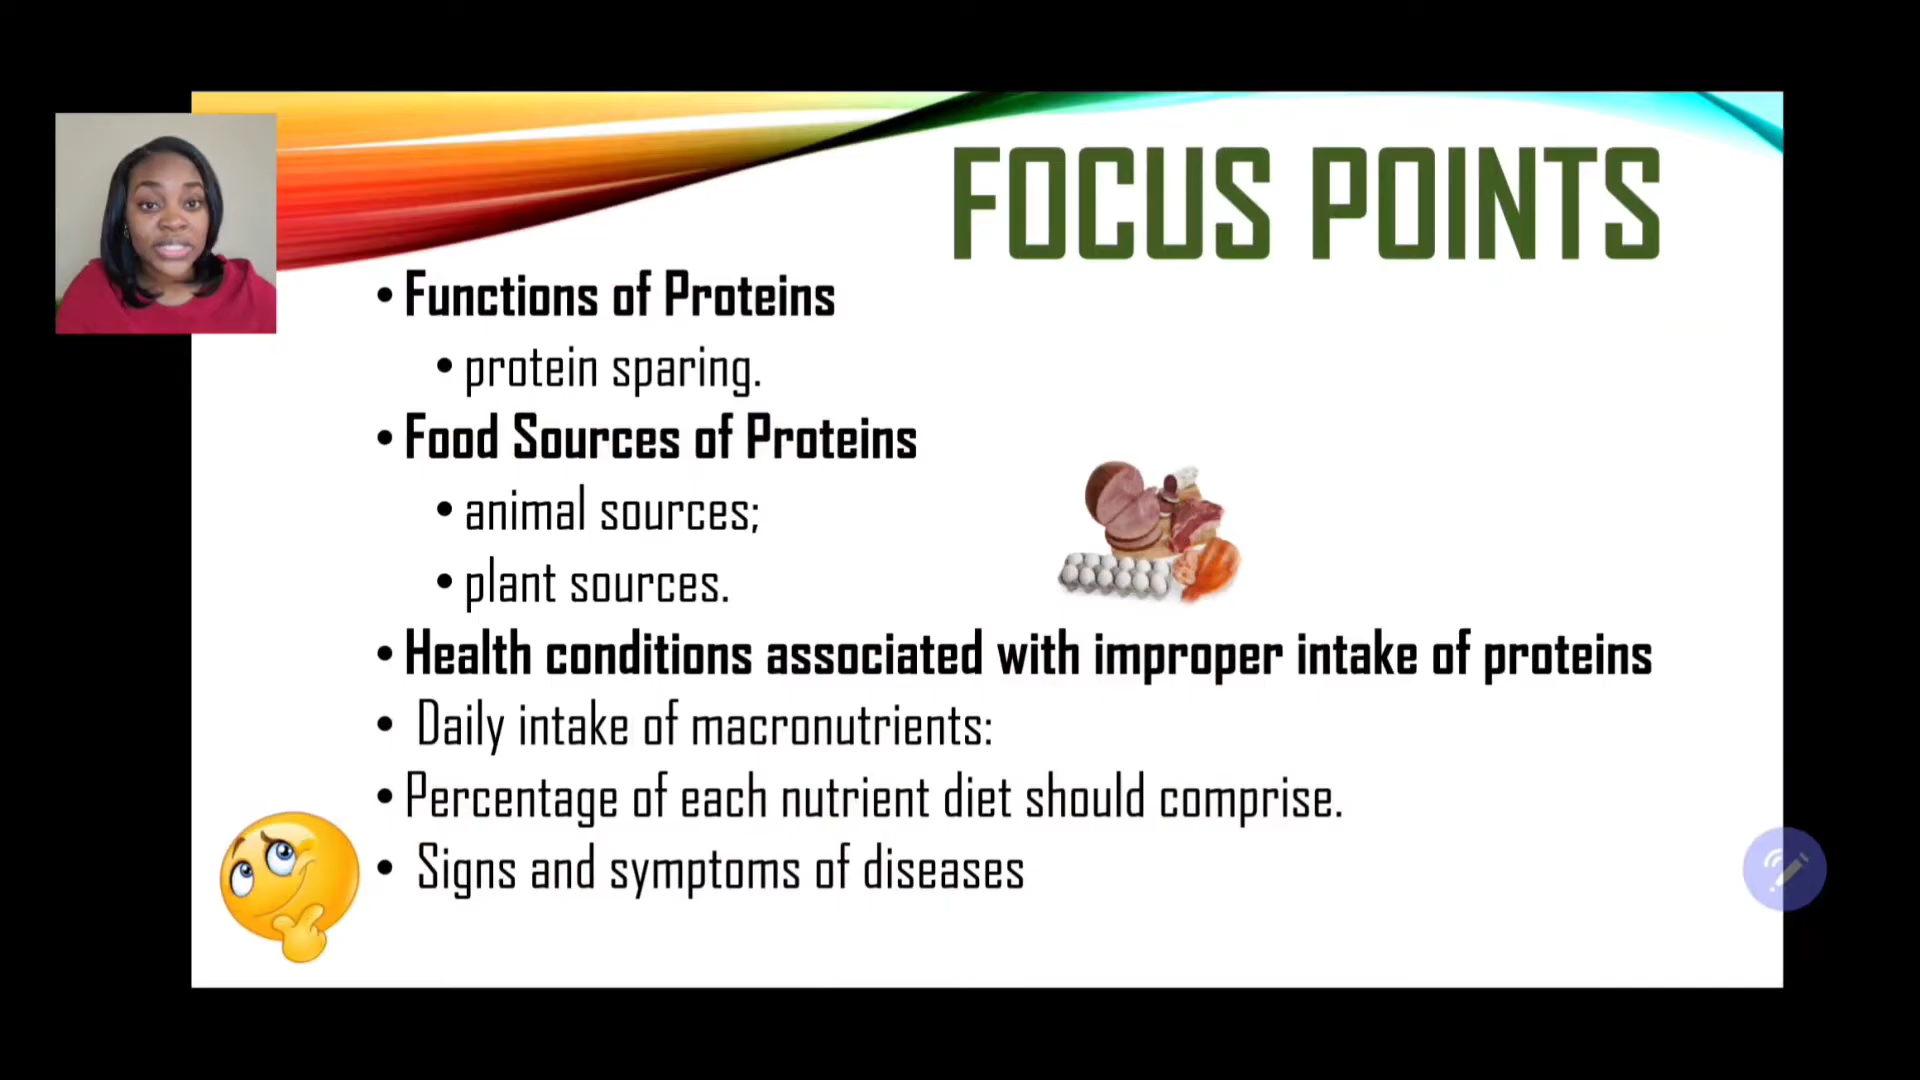 FOCUS POINTS
• Functions of Proteins
• protein sparing.
• Food Sources of Proteins
• animal sources;
• plant sources.
• Health conditions associated with improper intake of proteins
• Daily intake of macronutrients:
• Percentage of each nutrient diet should comprise.
• Signs and symptoms of diseases